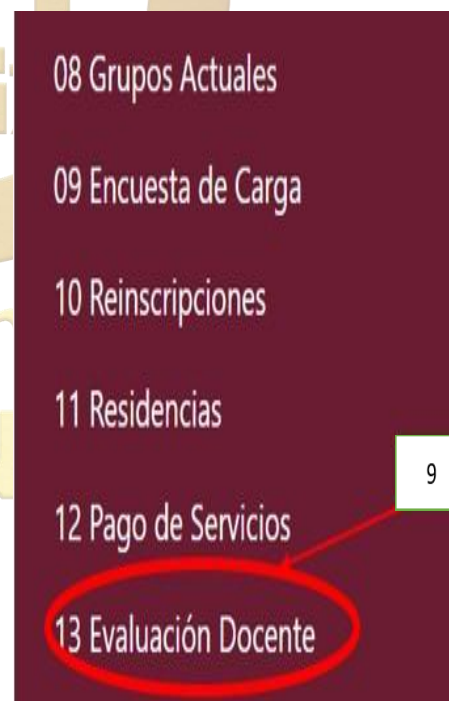 08 Grupos Actuales
09 Encuesta de Carga
10 Reinscripciones
11 Residencias
9
12 Pago de Servicios
13 Evaluación Docente